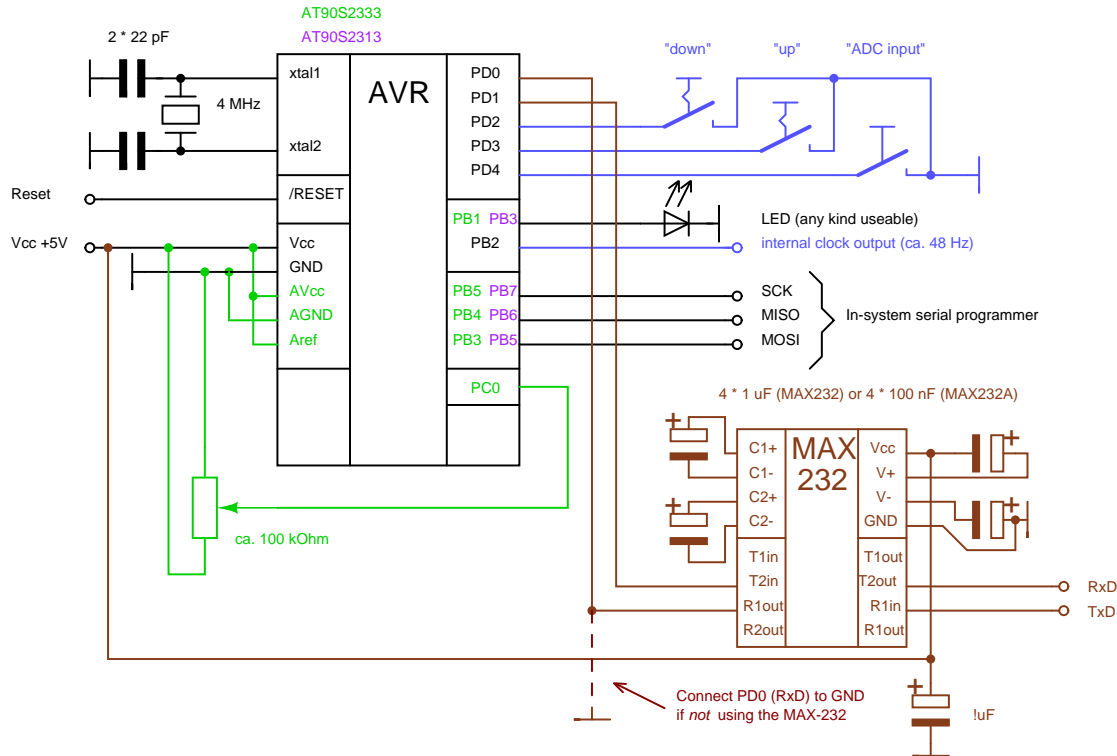 AT90S2333
AT90S2313
2 * 22 pF
4 MHz
Reset
Vcc +5V
AVR
xtal1
xtal2
/RESET
Vcc
GND
AVcc
AGND
Aref
PD0
PD1
PD2
PD3
PD4
PB1 PB3
PB2
PB5 PB7
PB4 PB6
PB3 PB5
PC0
"down" "up" "ADC input"
LED (any kind useable)
internal clock output (ca. 48 Hz)
SCK
MISO
MOSI
In-system serial programmer
ca. 100 kOhm
4 * 1 uF (MAX232) or 4 * 100 nF (MAX232A)
MAX
232
C1+
C1-
C2+
C2-
T1in
T2in
R1out
R2out
Vcc
V+
V-
GND
T1out
T2out
R1in
R1out
+
+
+
+
RxD
TxD
Connect PD0 (RxD) to GND
if not using the MAX-232
+
!uF